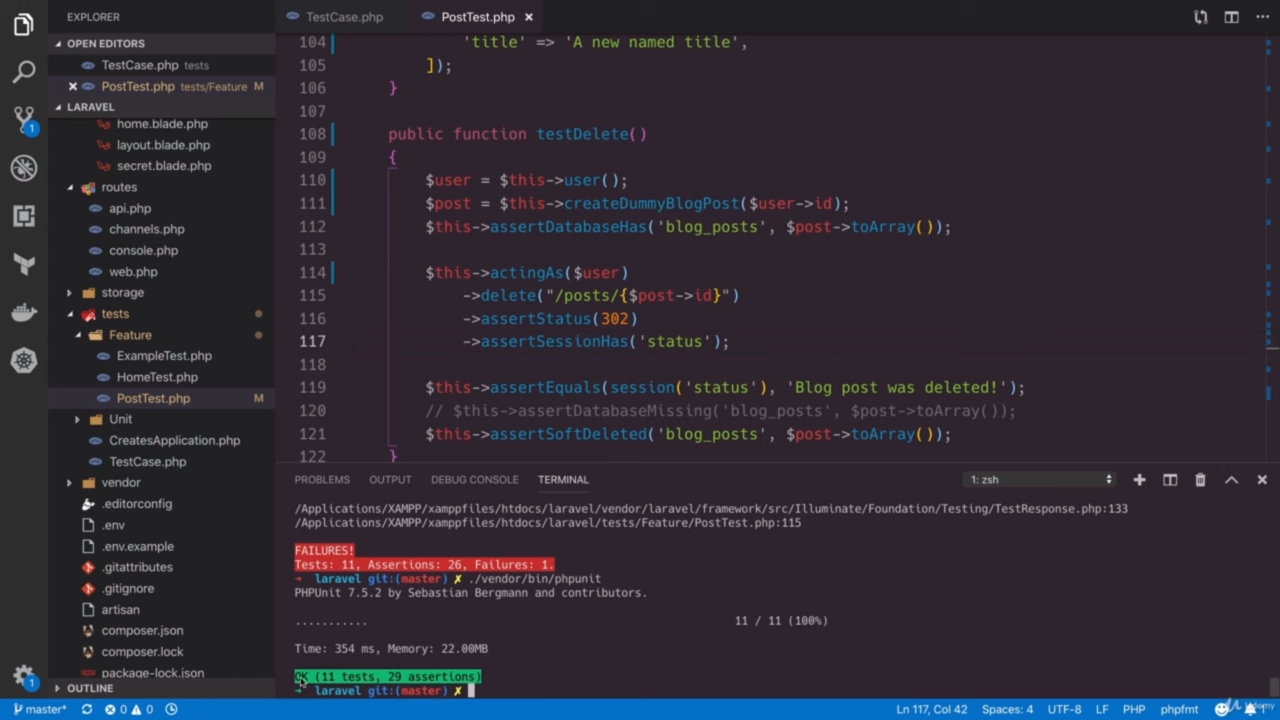 EXPLORER
OPEN EDITORS
TestCase.php tests
PostTest.php tests/Feature M
LARAVEL
home.blade.php
layout.blade.php
secret.blade.php
routes
api.php
channels.php
console.php
web.php
storage
tests
Feature
ExampleTest.php
HomeTest.php
PostTest.php M
Unit
CreatesApplication.php
TestCase.php
vendor
.editorconfig
.env
.env.example
.gitattributes
.gitignore
artisan
composer.json
composer.lock
package-lock.json
OUTLINE
1
1
TestCase.php PostTest.php
104 'title' => 'A new named title',
105 ]);
106 }
107
108 public function testDelete()
109 {
110 $user = $this->user();
111 $post = $this->createDummyBlogPost($user->id);
112 $this->assertDatabaseHas('blog_posts', $post->toArray());
113
114 $this->actingAs($user)
115 ->delete("/posts/{$post->id}")
116 ->assertStatus(302)
117 ->assertSessionHas('status');
118
119 $this->assertEquals(session('status'), 'Blog post was deleted!');
120 // $this->assertDatabaseMissing('blog_posts', $post->toArray());
121 $this->assertSoftDeleted('blog_posts', $post->toArray());
122 }
PROBLEMS OUTPUT DEBUG CONSOLE TERMINAL 1: zsh
/Applications/XAMPP/xamppfiles/htdocs/laravel/vendor/laravel/framework/src/Illuminate/Foundation/Testing/TestResponse.php:133
/Applications/XAMPP/xamppfiles/htdocs/laravel/tests/Feature/PostTest.php:115
FAILURES!
Tests: 11, Assertions: 26, Failures: 1.
→ laravel git:(master) ✗ ./vendor/bin/phpunit
PHPUnit 7.5.2 by Sebastian Bergmann and contributors.
........... 11 / 11 (100%)
Time: 354 ms, Memory: 22.00MB
OK (11 tests, 29 assertions)
→ laravel git:(master) ✗
master* 0 0 Ln 117, Col 42 Spaces: 4 UTF-8 LF PHP phpfmt 1
Udemy